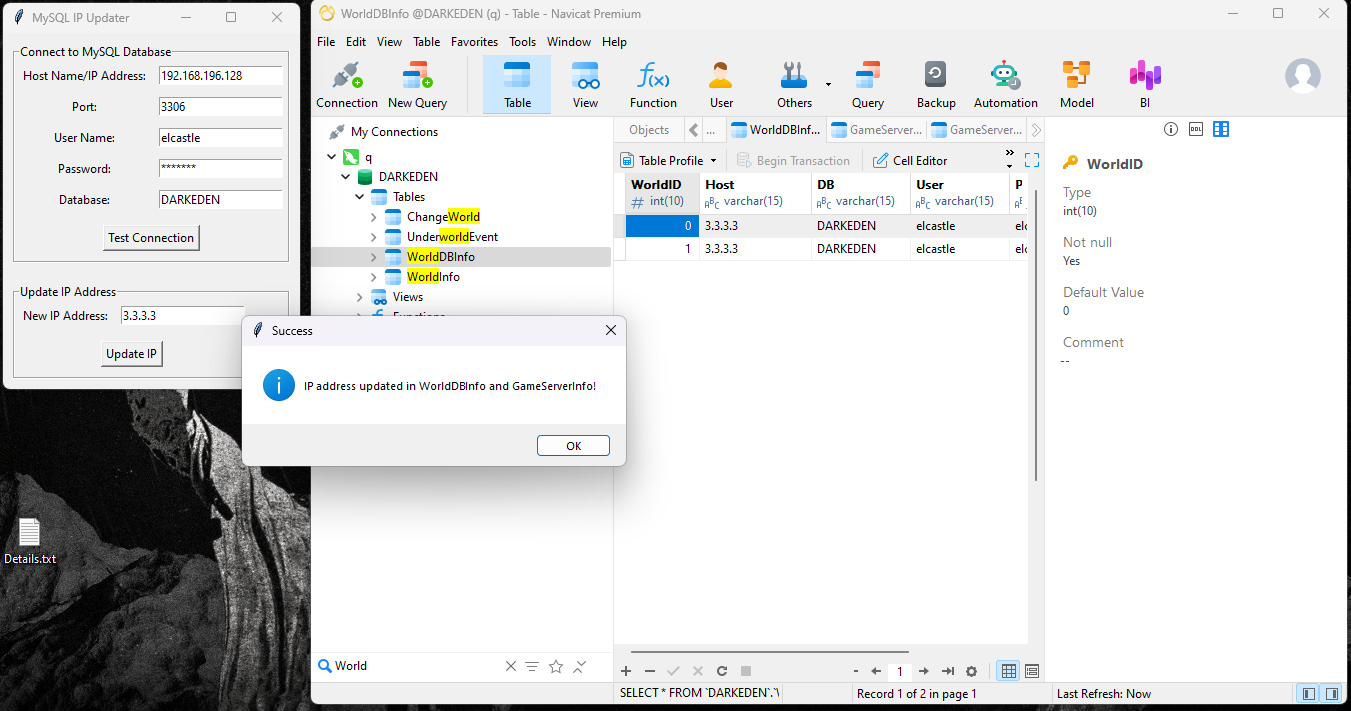 MySQL IP Updater
Connect to MySQL Database
Host Name/IP Address: 192.168.196.128
Port: 3306
User Name: elcastle
Password: *******
Database: DARKEDEN
Test Connection
Update IP Address
New IP Address: 3.3.3.3
Update IP
Details.txt
WorldDBInfo @DARKEDEN (q) - Table - Navicat Premium
File Edit View Table Favorites Tools Window Help
Connection New Query Table View Function User Others Query Backup Automation Model BI
My Connections
q
DARKEDEN
Tables
ChangeWorld
UnderworldEvent
WorldDBInfo
WorldInfo
Views
Functions
World
Objects ... WorldDBInf... GameServer... GameServer...
Table Profile Begin Transaction Cell Editor
WorldID Host DB User P
int(10) varchar(15) varchar(15) varchar(15)
0 3.3.3.3 DARKEDEN elcastle elc
1 3.3.3.3 DARKEDEN elcastle elc
1
SELECT * FROM `DARKEDEN`.`\ Record 1 of 2 in page 1 Last Refresh: Now
DDL
WorldID
Type
int(10)
Not null
Yes
Default Value
0
Comment
--
Success
IP address updated in WorldDBInfo and GameServerInfo!
OK